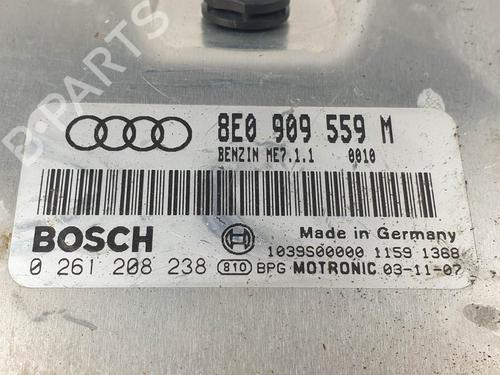 B-PARTS
8E0 909 559 M
BENZIN ME7.1.1 0010
BOSCH
Made in Germany
1039S00000 1159 1368
0 261 208 238 810 BPG MOTRONIC 03-11-07